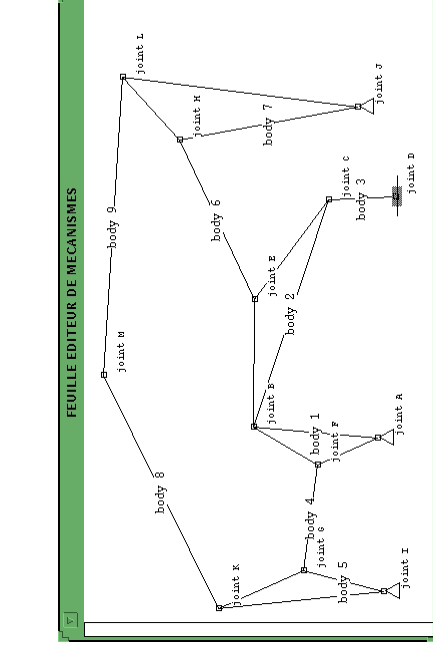 FEUILLE EDITEUR DE MECANISMES
body 9
joint M
joint L
body 8
joint H
body 6
joint K
body 7
joint B
joint E
body 2
body 4
body 1
joint G
joint F
body 5
joint C
body 3
joint J
joint A
joint I
joint D